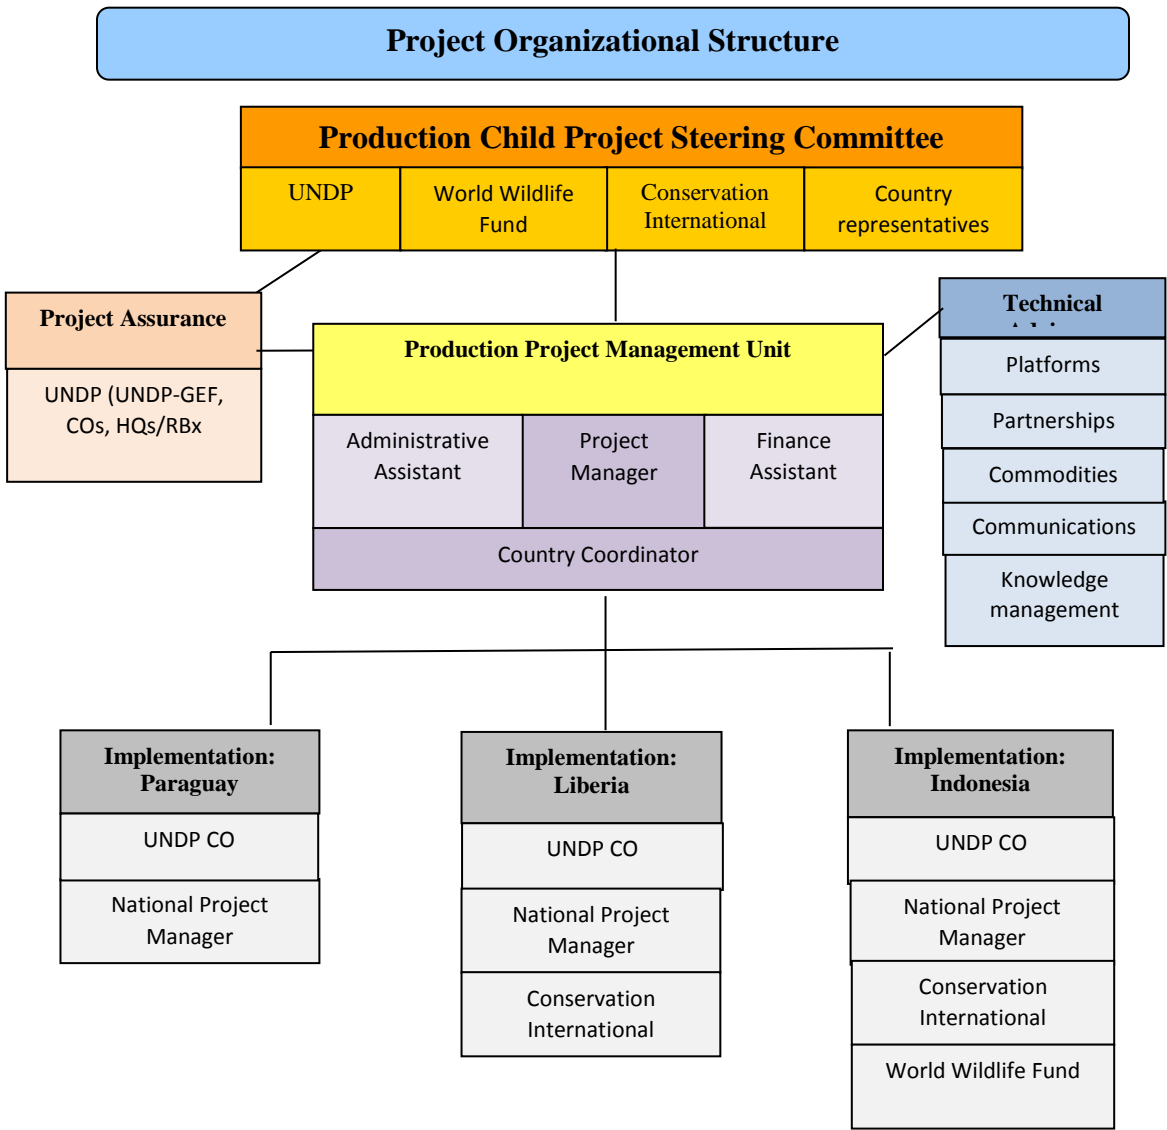 Project Organizational Structure
Production Child Project Steering Committee
UNDP
World Wildlife
Fund
Conservation
International
Country
representatives
Project Assurance
UNDP (UNDP-GEF,
COs, HQs/RBx
Production Project Management Unit
Administrative
Assistant
Project
Manager
Finance
Assistant
Country Coordinator
Technical
Platforms
Partnerships
Commodities
Communications
Knowledge
management
Implementation:
Paraguay
UNDP CO
National Project
Manager
Implementation:
Liberia
UNDP CO
National Project
Manager
Conservation
International
Implementation:
Indonesia
UNDP CO
National Project
Manager
Conservation
International
World Wildlife Fund